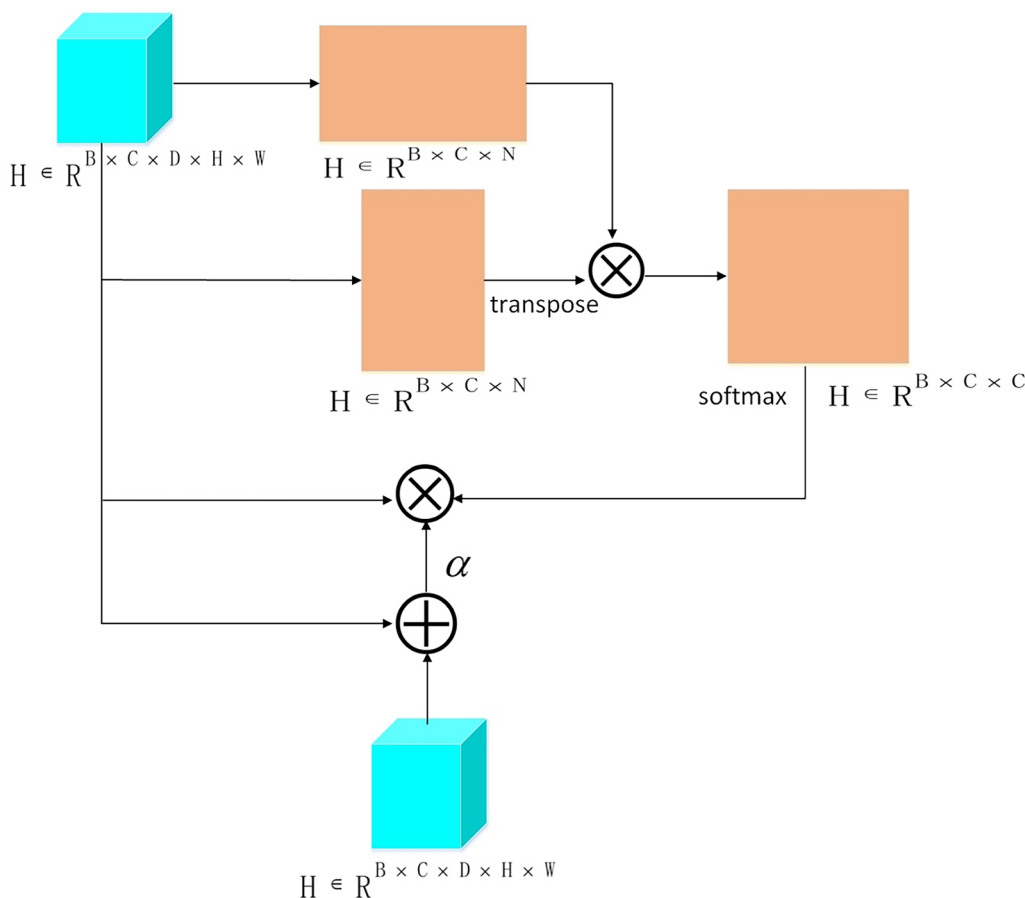 H ∈ R^{B × C × D × H × W}
H ∈ R^{B × C × N}
transpose
H ∈ R^{B × C × N}
softmax
H ∈ R^{B × C × C}
α
H ∈ R^{B × C × D × H × W}